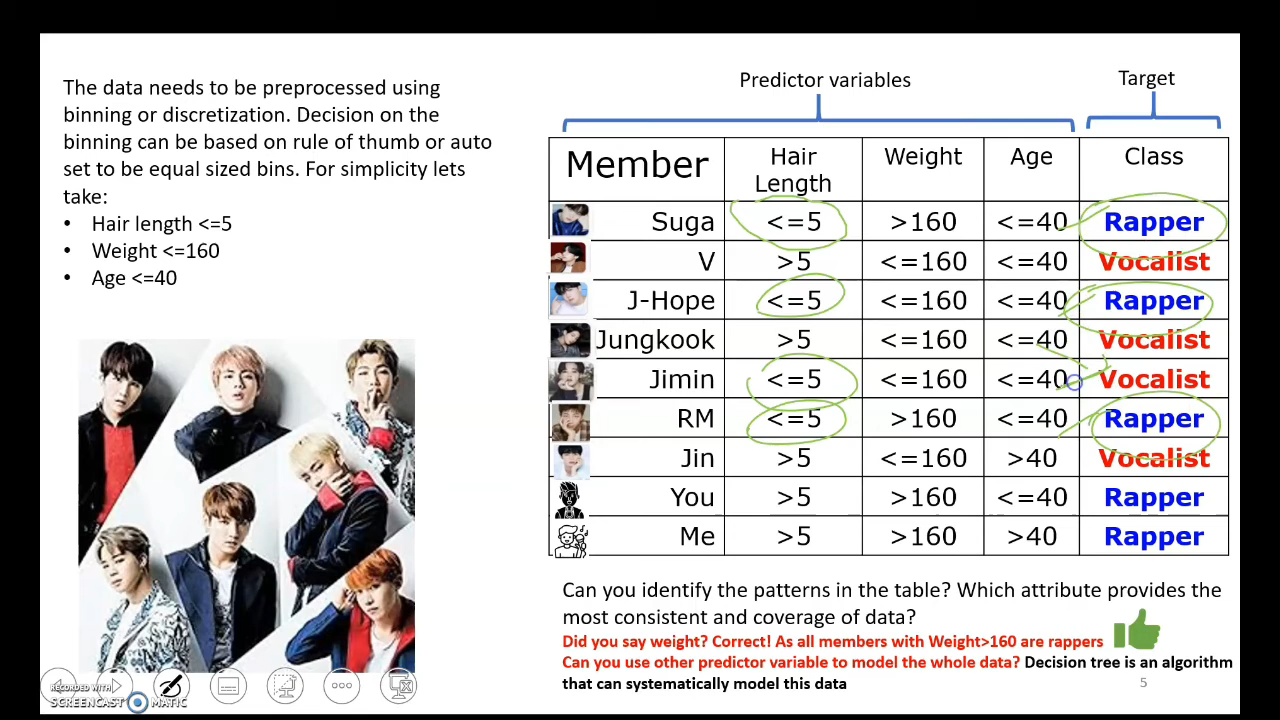 The data needs to be preprocessed using
binning or discretization. Decision on the
binning can be based on rule of thumb or auto
set to be equal sized bins. For simplicity lets
take:
• Hair length <=5
• Weight <=160
• Age <=40
Predictor variables Target
Member Hair Length Weight Age Class
Suga <=5 >160 <=40 Rapper
V >5 <=160 <=40 Vocalist
J-Hope <=5 <=160 <=40 Rapper
Jungkook >5 <=160 <=40 Vocalist
Jimin <=5 <=160 <=40 Vocalist
RM <=5 >160 <=40 Rapper
Jin >5 <=160 >40 Vocalist
You >5 >160 <=40 Rapper
Me >5 >160 >40 Rapper
Can you identify the patterns in the table? Which attribute provides the
most consistent and coverage of data?
Did you say weight? Correct! As all members with Weight>160 are rappers
Can you use other predictor variable to model the whole data? Decision tree is an algorithm
that can systematically model this data
5
RECORDED WITH
SCREENCAST MATIC